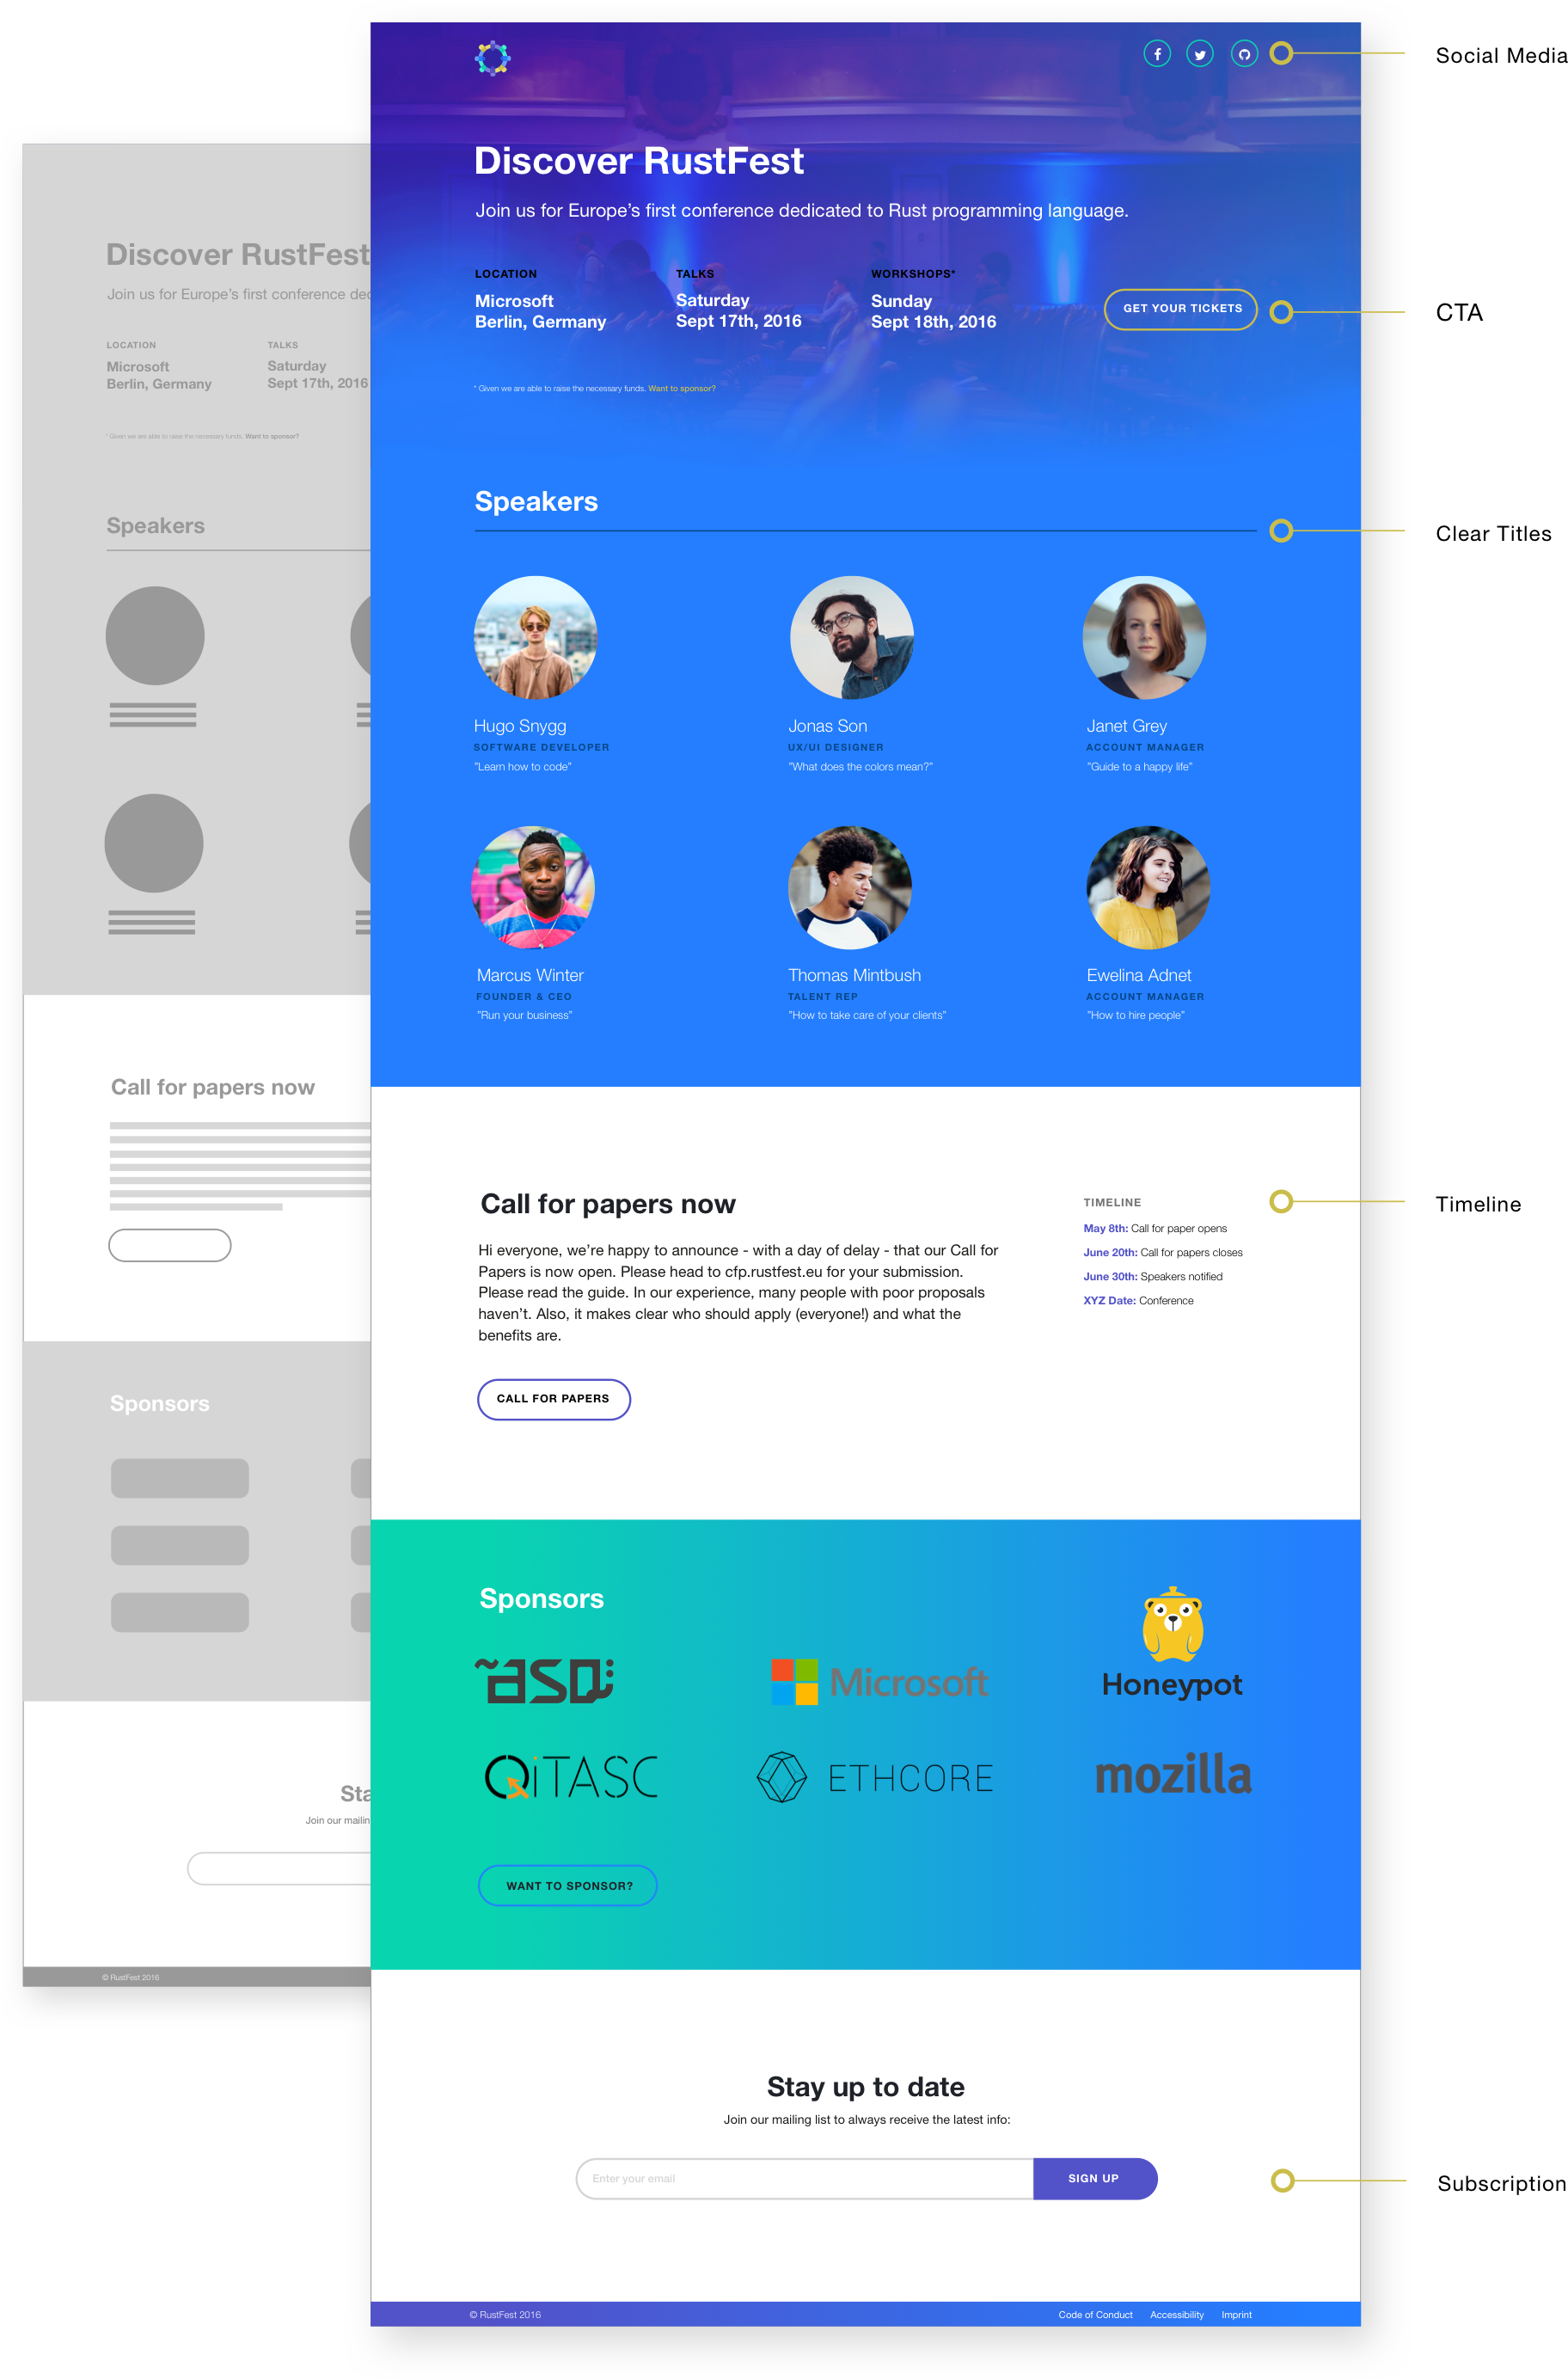 Social Media
Discover RustFest
Join us for Europe’s first conference dedicated to Rust programming language.
LOCATION
Microsoft
Berlin, Germany
TALKS
Saturday
Sept 17th, 2016
WORKSHOPS*
Sunday
Sept 18th, 2016
GET YOUR TICKETS
CTA
* Given we are able to raise the necessary funds. Want to sponsor?
Speakers
Clear Titles
Hugo Snygg
SOFTWARE DEVELOPER
"Learn how to code"
Jonas Son
UX/UI DESIGNER
"What does the colors mean?"
Janet Grey
ACCOUNT MANAGER
"Guide to a happy life"
Marcus Winter
FOUNDER & CEO
"Run your business"
Thomas Mintbush
TALENT REP
"How to take care of your clients"
Ewelina Adnet
ACCOUNT MANAGER
"How to hire people"
Call for papers now
Hi everyone, we’re happy to announce - with a day of delay - that our Call for
Papers is now open. Please head to cfp.rustfest.eu for your submission.
Please read the guide. In our experience, many people with poor proposals
haven’t. Also, it makes clear who should apply (everyone!) and what the
benefits are.
CALL FOR PAPERS
TIMELINE
May 8th: Call for paper opens
June 20th: Call for papers closes
June 30th: Speakers notified
XYZ Date: Conference
Timeline
Sponsors
Microsoft
Honeypot
QiTASC
ETHCORE
mozilla
WANT TO SPONSOR?
Stay up to date
Join our mailing list to always receive the latest info:
Enter your email
SIGN UP
Subscription
© RustFest 2016
Code of Conduct
Accessibility
Imprint
Discover RustFest
Join us for Europe’s first conference
LOCATION
Microsoft
Berlin, Germany
TALKS
Saturday
Sept 17th, 2016
* Given we are able to raise the necessary funds. Want to sponsor?
Speakers
Call for papers now
Sponsors
Join our
© RustFest 2016